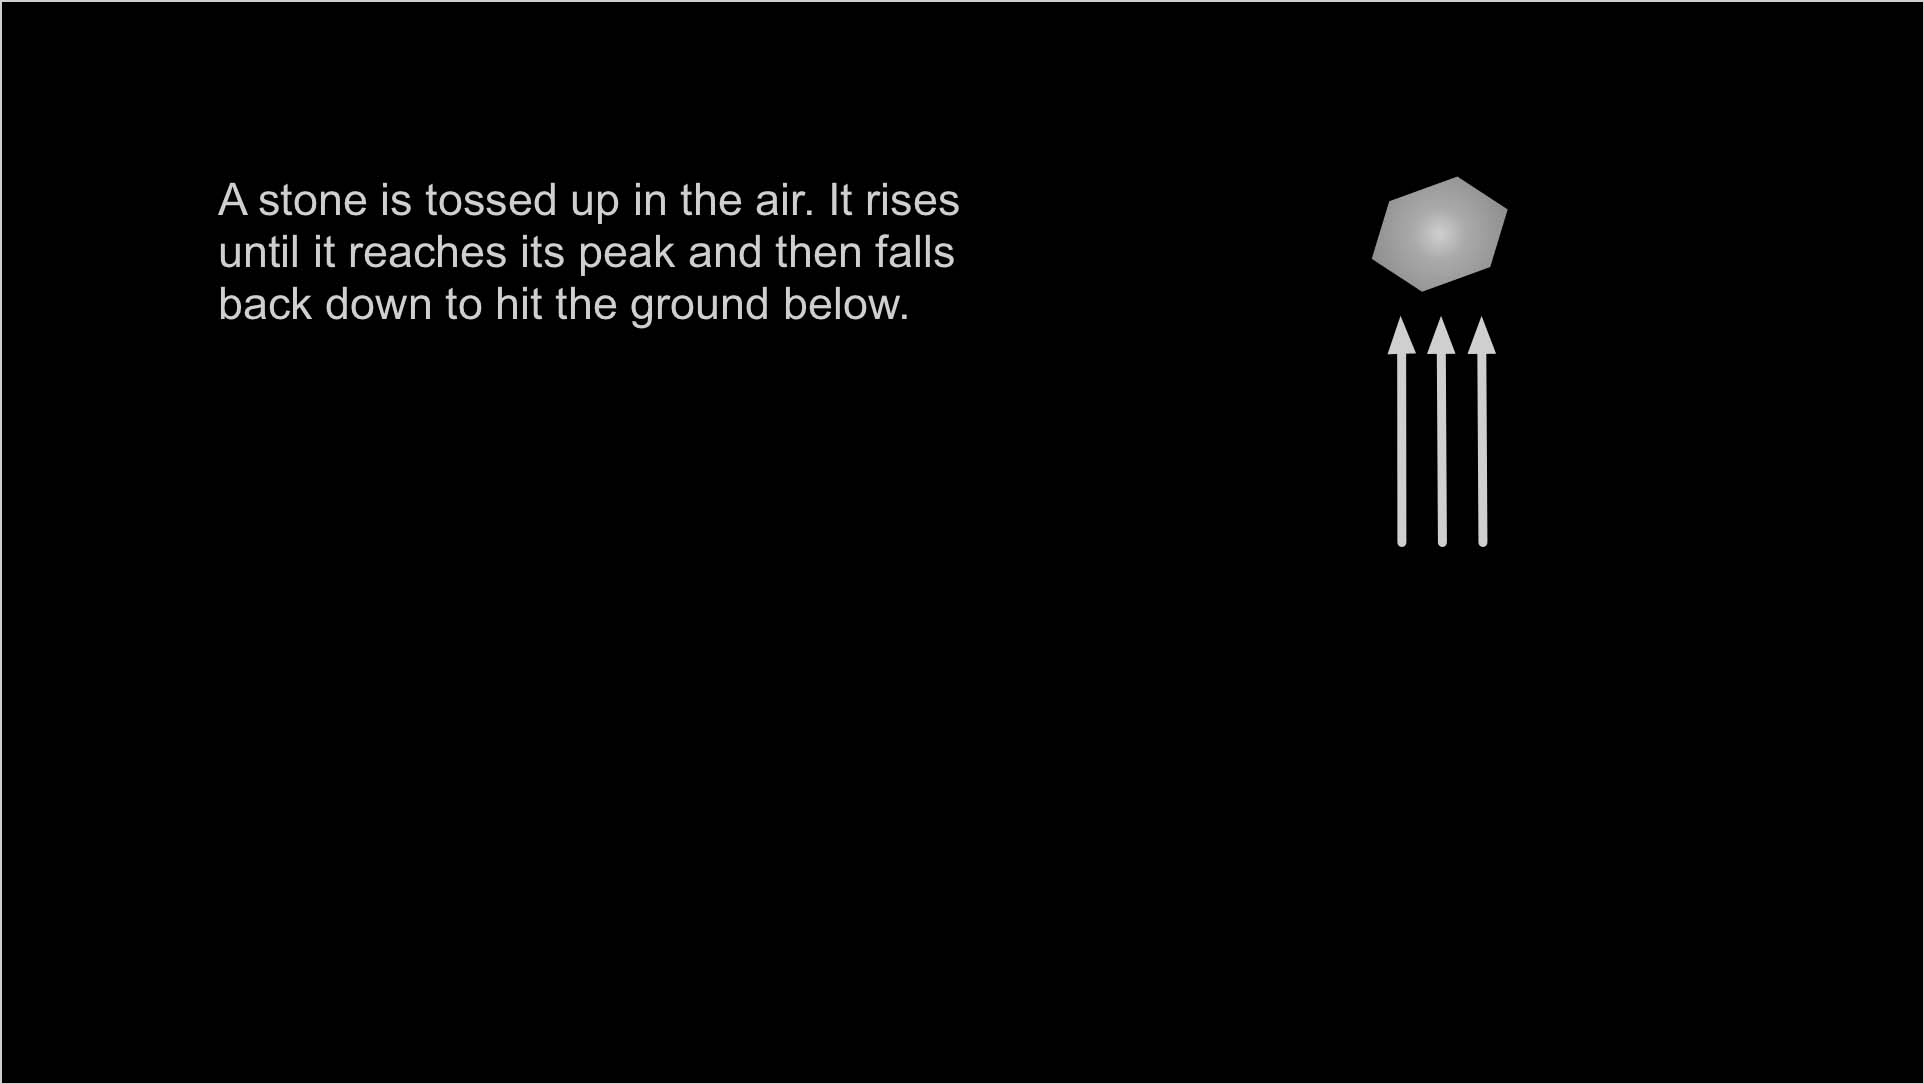 A stone is tossed up in the air. It rises
until it reaches its peak and then falls
back down to hit the ground below.